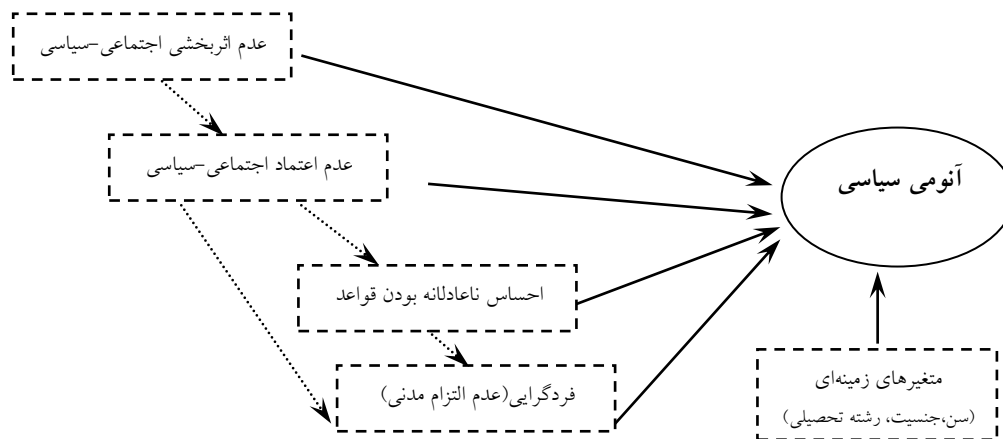 عدم اثربخشی اجتماعی-سیاسی
عدم اعتماد اجتماعی-سیاسی
آنومی سیاسی
احساس ناعادلانه بودن قواعد
فردگرایی(عدم التزام مدنی)
متغیرهای زمینه‌ای
(سن،جنسیت، رشته تحصیلی)